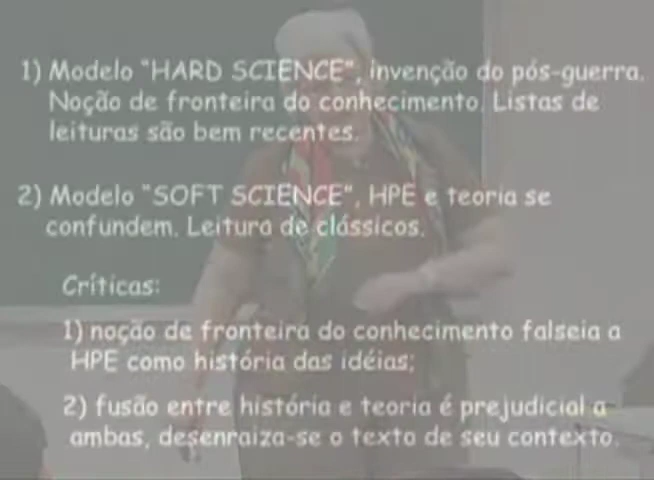 1) Modelo "HARD SCIENCE", invenção do pós-guerra.
Noção de fronteira do conhecimento. Listas de
leituras são bem recentes.
2) Modelo "SOFT SCIENCE", HPE e teoria se
confundem. Leitura de clássicos.
Críticas:
1) noção de fronteira do conhecimento falseia a
HPE como história das idéias;
2) fusão entre história e teoria é prejudicial a
ambas, desenraiza-se o texto de seu contexto.